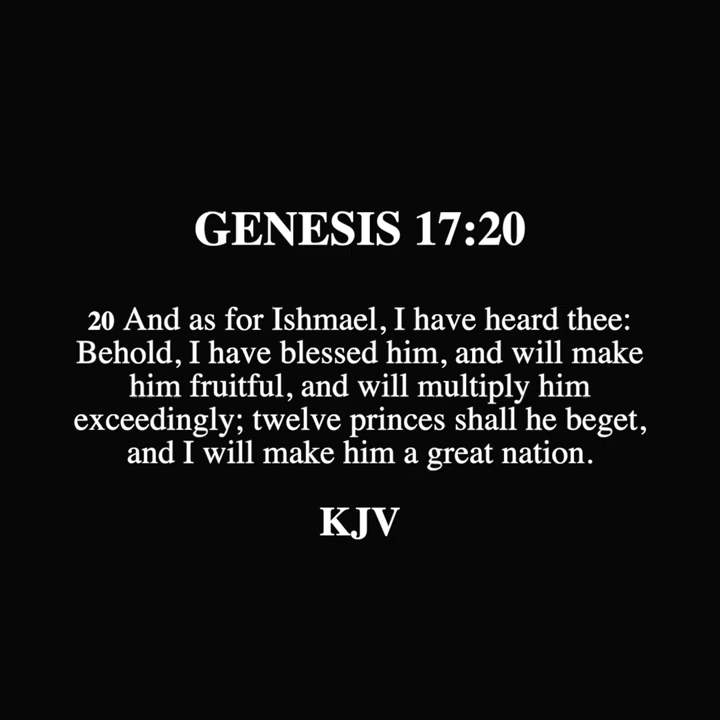 GENESIS 17:20
20 And as for Ishmael, I have heard thee:
Behold, I have blessed him, and will make
him fruitful, and will multiply him
exceedingly; twelve princes shall he beget,
and I will make him a great nation.
KJV